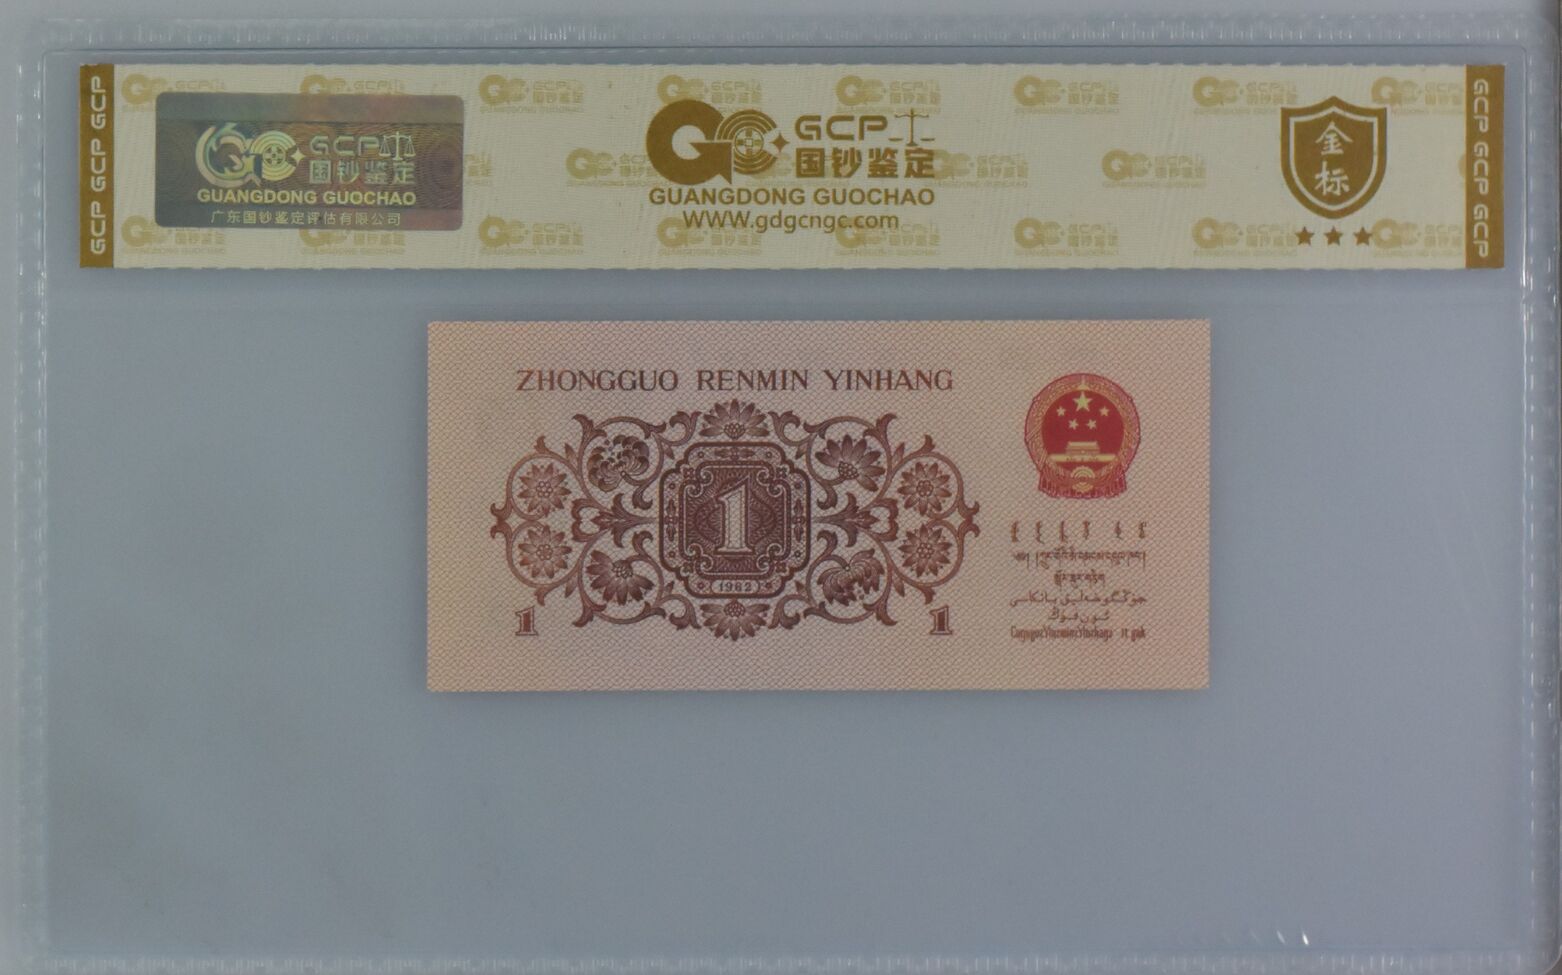 GCP GCP GCP
GCP
国钞鉴定
GUANGDONG GUOCHAO
广东国钞鉴定评估有限公司
GCP
国钞鉴定
GUANGDONG GUOCHAO
WWW.gdgcngc.com
金标
GCP GCP GCP
ZHONGGUO RENMIN YINHANG
1
1962
1
1